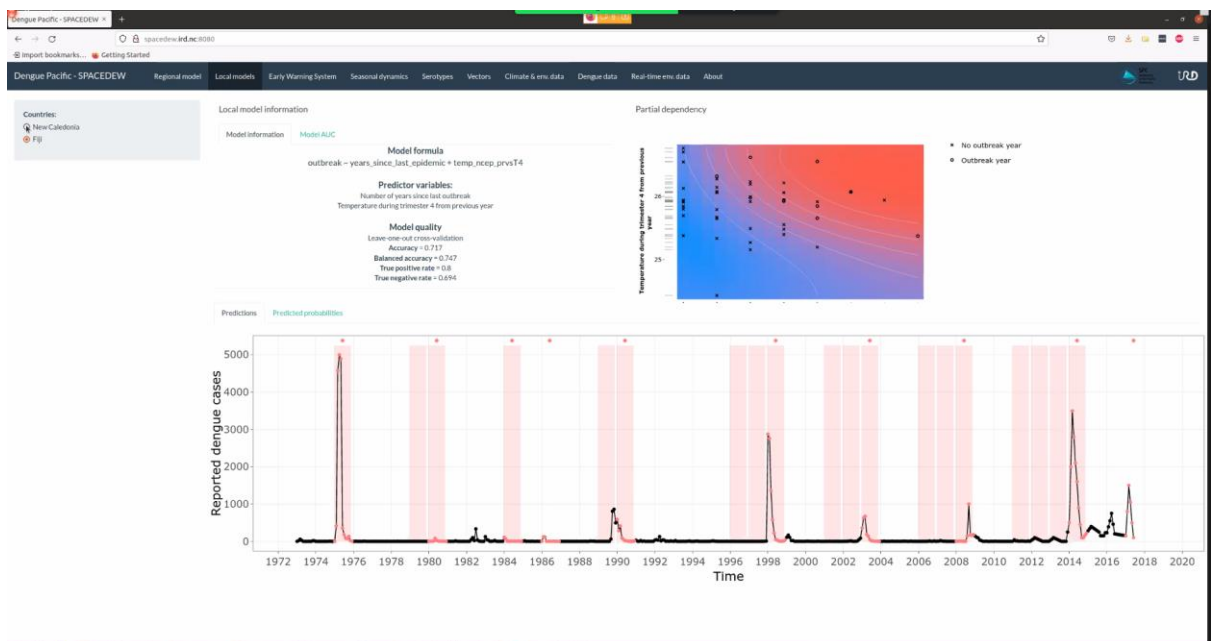 Dengue Pacific - SPACEDEW × +
spacedew.ird.nc:8080
Import bookmarks... Getting Started
Dengue Pacific - SPACEDEW Regional model Local models Early Warning System Seasonal dynamics Serotypes Vectors Climate & env. data Dengue data Real-time env. data About IRD
Countries:
New Caledonia
Fiji
Local model information
Model information Model AUC
Model formula
outbreak ~ years_since_last_epidemic + temp_ncep_prvsT4
Predictor variables:
Number of years since last outbreak
Temperature during trimester 4 from previous year
Model quality
Leave-one-out cross-validation
Accuracy = 0.717
Balanced accuracy = 0.747
True positive rate = 0.8
True negative rate = 0.694
Partial dependency
Temperature during trimester 4 from previous
year
26
25
× No outbreak year
o Outbreak year
Predictions Predicted probabilities
Reported dengue cases
5000
4000
3000
2000
1000
0
1972 1974 1976 1978 1980 1982 1984 1986 1988 1990 1992 1994 1996 1998 2000 2002 2004 2006 2008 2010 2012 2014 2016 2018 2020
Time